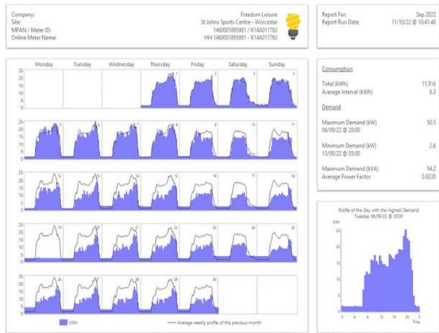 Company: Freedom Leisure
Site: St Johns Sports Centre - Worcester
MPAN / Meter ID: 1460001893981 / K14A011763
Online Meter Name: HH 1460001893981 - K14A011763
Report For: Sep 2022
Report Run Date: 11/10/22 @ 10:41:40
Monday Tuesday Wednesday Thursday Friday Saturday Sunday
kWh
Average weekly profile of the previous month
Consumption
Total (kWh) 11,916
Average Interval (kWh) 8.3
Demand
Maximum Demand (kW) 50.5
06/09/22 @ 20:00
Minimum Demand (kW) 2.6
13/09/22 @ 03:00
Maximum Demand (kVA) 54.2
Average Power Factor 0.9230
Profile of the Day with the Highest Demand
Tuesday 06/09/22 @ 20:00
Time